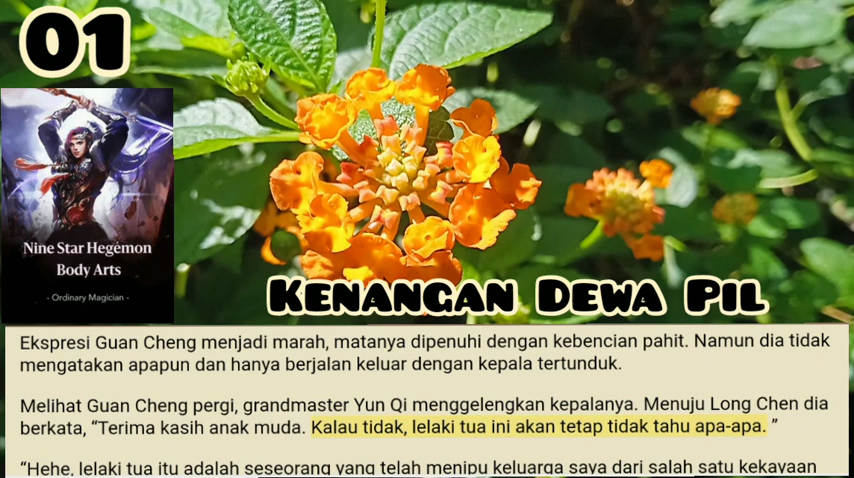 01
Nine Star Hegemon
Body Arts
- Ordinary Magician -
KENANGAN DEWA PIL
Ekspresi Guan Cheng menjadi marah, matanya dipenuhi dengan kebencian pahit. Namun dia tidak
mengatakan apapun dan hanya berjalan keluar dengan kepala tertunduk.
Melihat Guan Cheng pergi, grandmaster Yun Qi menggelengkan kepalanya. Menuju Long Chen dia
berkata, “Terima kasih anak muda. Kalau tidak, lelaki tua ini akan tetap tidak tahu apa-apa. ”
“Hehe, lelaki tua itu adalah seseorang yang telah menipu keluarga saya dari salah satu kekayaan